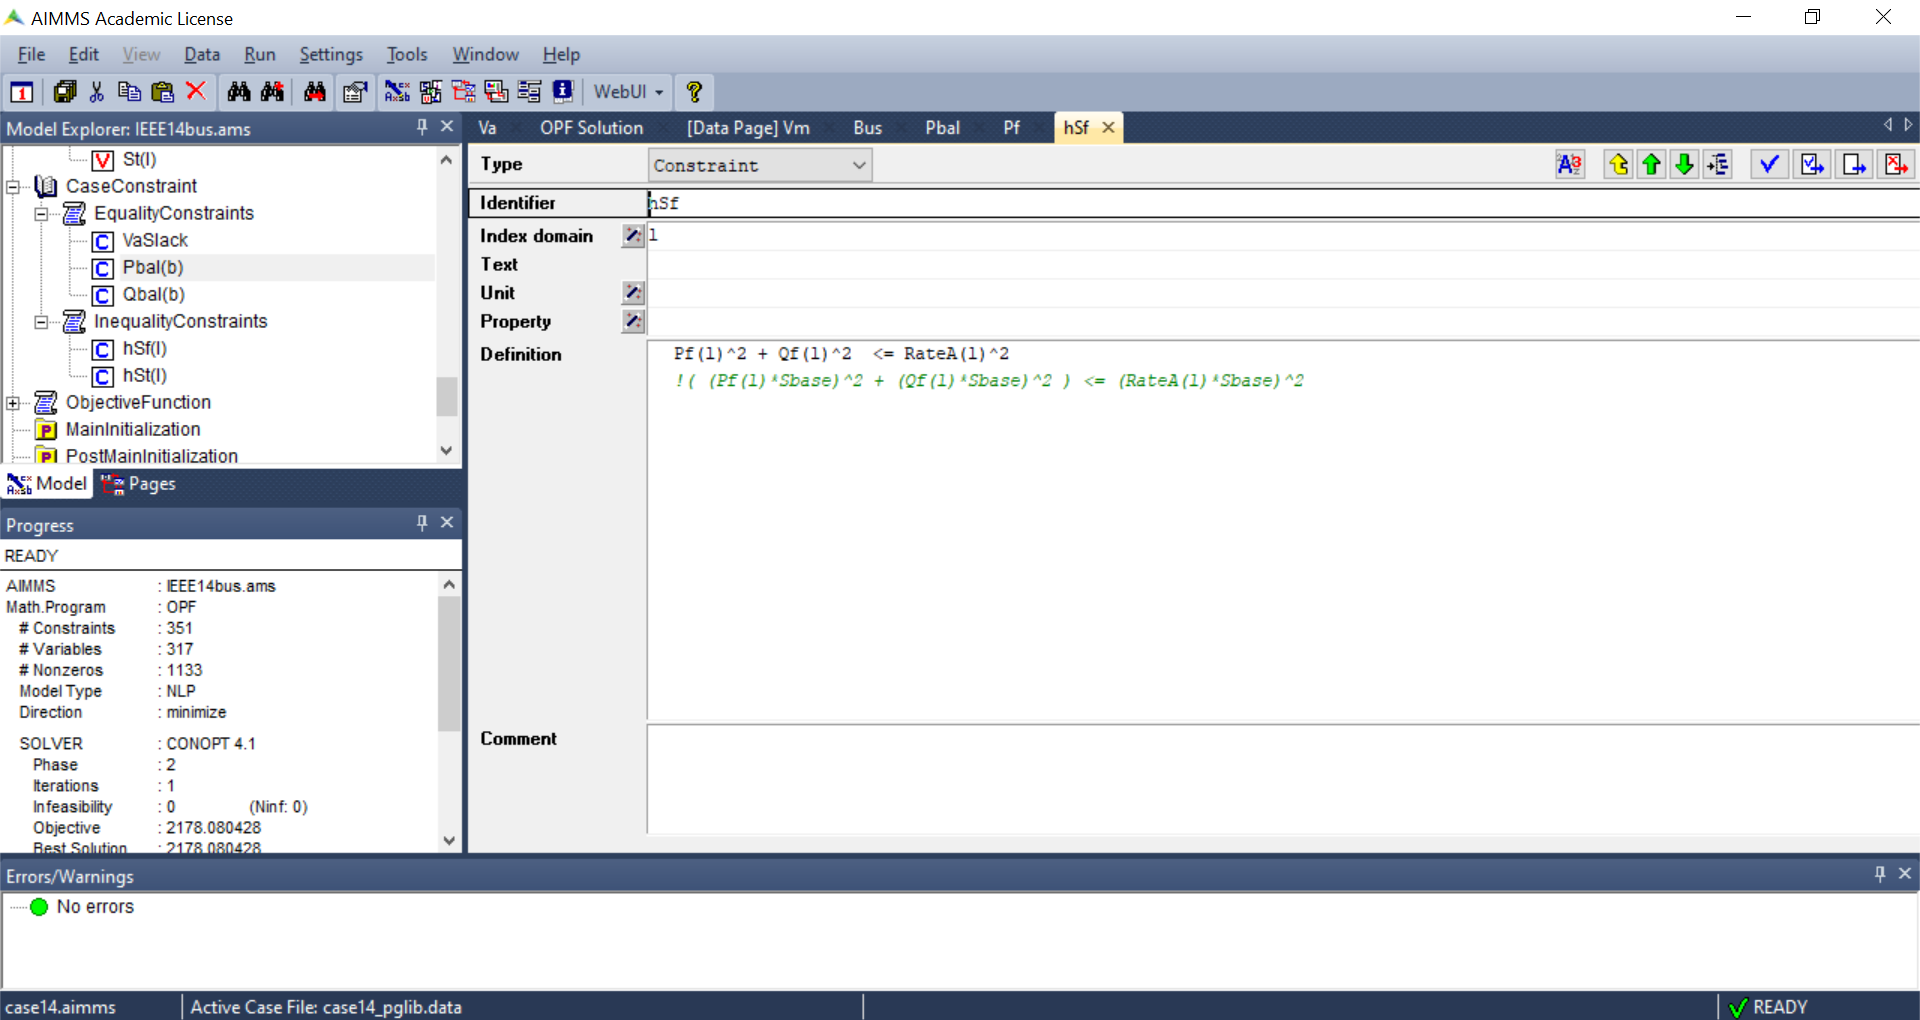 AIMMS Academic License
File Edit View Data Run Settings Tools Window Help
WebUI
Model Explorer: IEEE14bus.ams
Va OPF Solution [Data Page] Vm Bus Pbal Pf hSf
St(l)
CaseConstraint
EqualityConstraints
VaSlack
Pbal(b)
Qbal(b)
InequalityConstraints
hSf(l)
hSt(l)
ObjectiveFunction
MainInitialization
PostMainInitialization
Model Pages
Type Constraint
Identifier hSf
Index domain l
Text
Unit
Property
Definition Pf(l)^2 + Qf(l)^2 <= RateA(l)^2
!( (Pf(l)*Sbase)^2 + (Qf(l)*Sbase)^2 ) <= (RateA(l)*Sbase)^2
Comment
Progress
READY
AIMMS : IEEE14bus.ams
Math.Program : OPF
# Constraints : 351
# Variables : 317
# Nonzeros : 1133
Model Type : NLP
Direction : minimize
SOLVER : CONOPT 4.1
Phase : 2
Iterations : 1
Infeasibility : 0 (Ninf: 0)
Objective : 2178.080428
Best Solution : 2178.080428
Errors/Warnings
No errors
case14.aimms Active Case File: case14_pglib.data READY